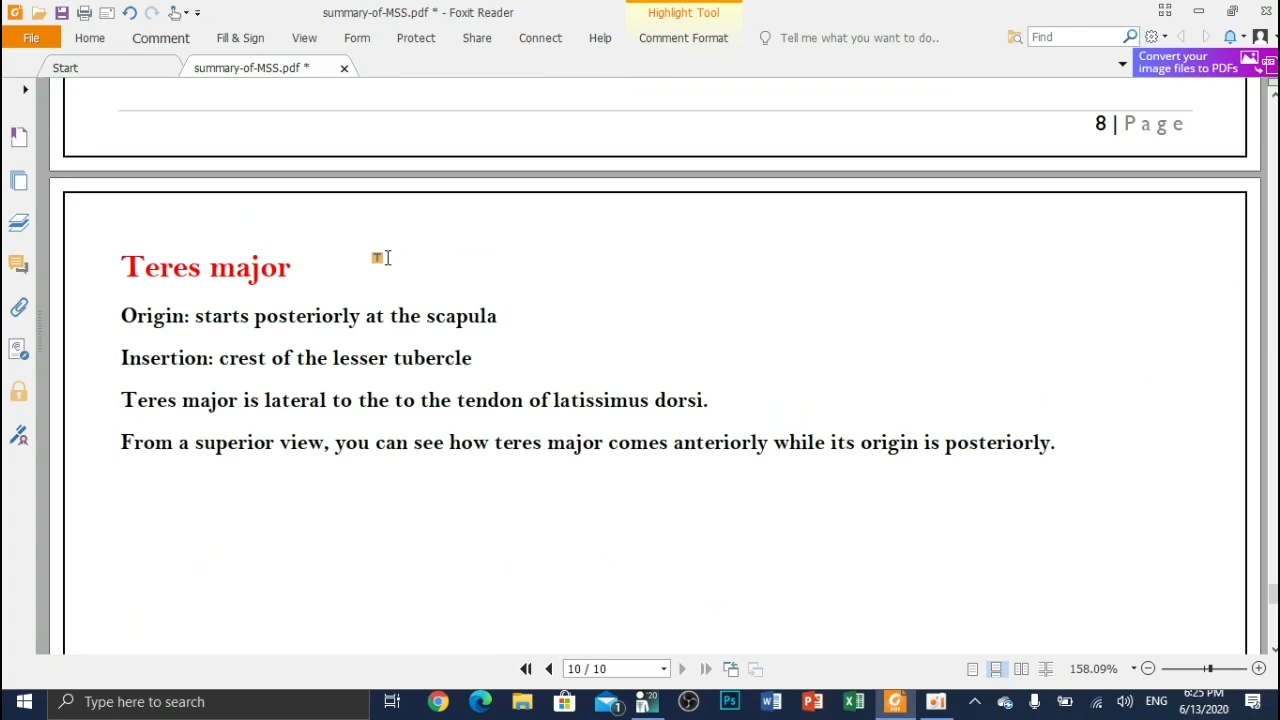 summary-of-MSS.pdf * - Foxit Reader
Highlight Tool
File Home Comment Fill & Sign View Form Protect Share Connect Help Comment Format Tell me what you want to do.. Find
Start summary-of-MSS.pdf *
Convert your
image files to PDFs
8 | P a g e
Teres major
Origin: starts posteriorly at the scapula
Insertion: crest of the lesser tubercle
Teres major is lateral to the to the tendon of latissimus dorsi.
From a superior view, you can see how teres major comes anteriorly while its origin is posteriorly.
10 / 10 158.09%
Type here to search
ENG
6:25 PM
6/13/2020